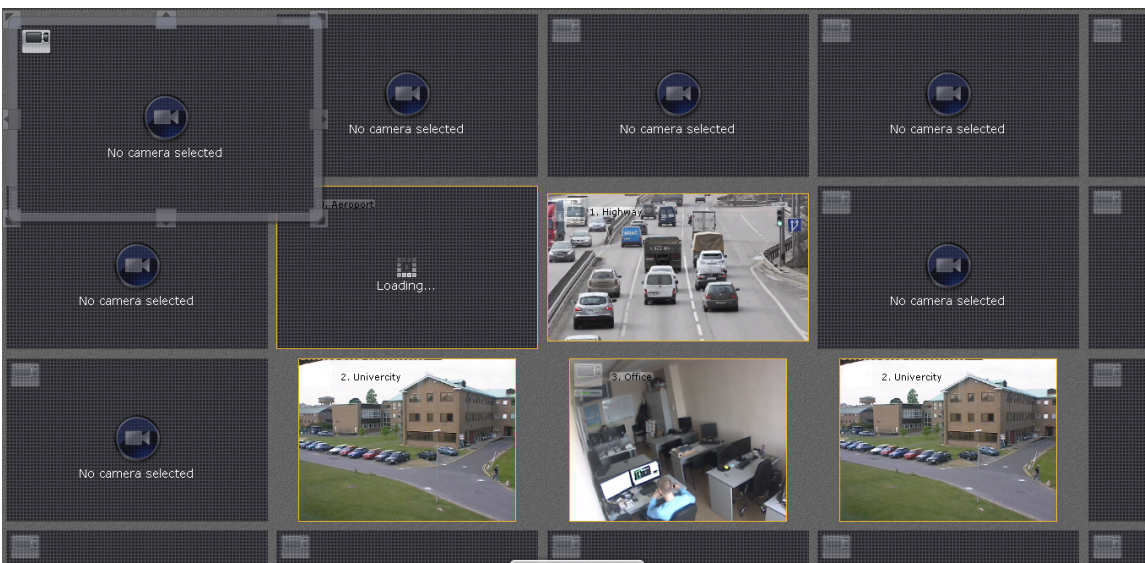 No camera selected
No camera selected
No camera selected
No camera selected
Aeroport
1. Highway
No camera selected
Loading...
No camera selected
2. Univercity
3. Office
2. Univercity
No camera selected